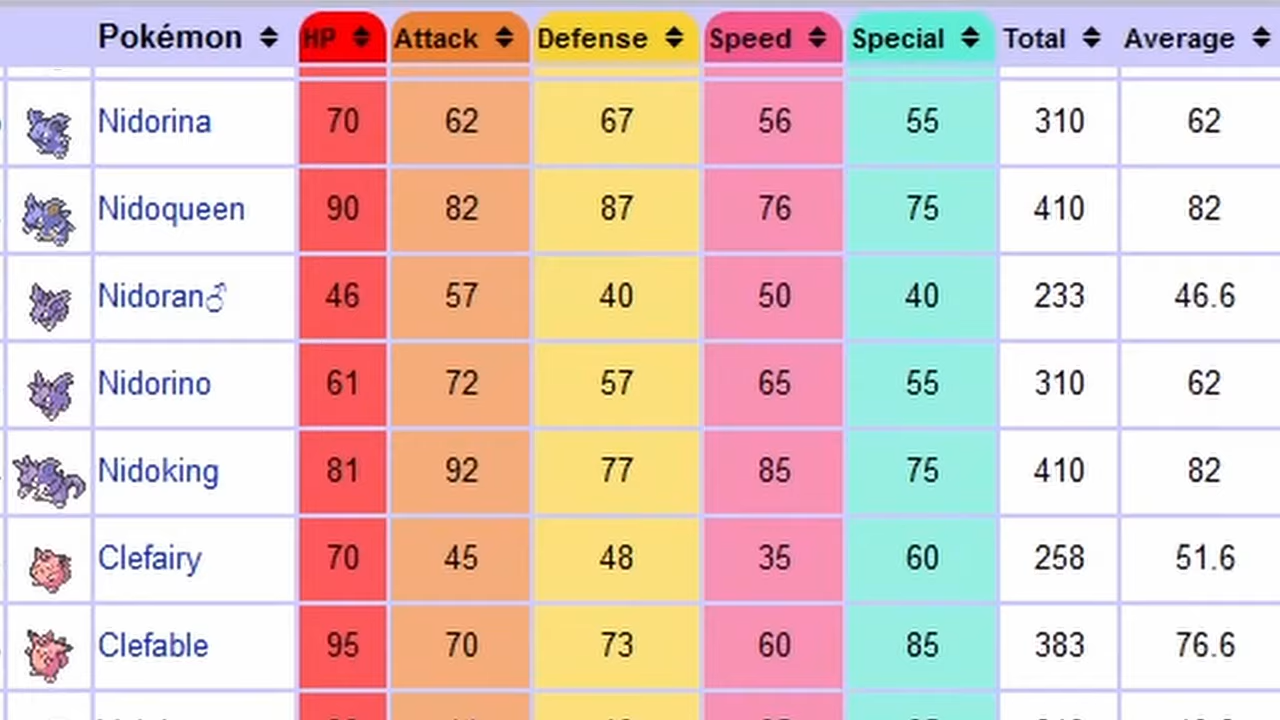 Pokémon HP Attack Defense Speed Special Total Average
Nidorina 70 62 67 56 55 310 62
Nidoqueen 90 82 87 76 75 410 82
Nidoran♂ 46 57 40 50 40 233 46.6
Nidorino 61 72 57 65 55 310 62
Nidoking 81 92 77 85 75 410 82
Clefairy 70 45 48 35 60 258 51.6
Clefable 95 70 73 60 85 383 76.6